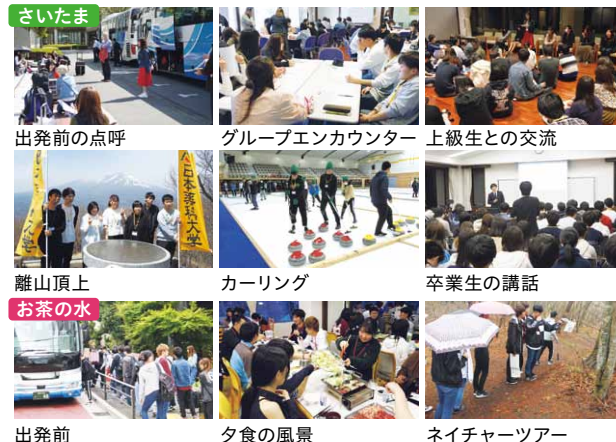 さいたま
出発前の点呼
グループエンカウンター
上級生との交流
日本薬科大学
離山頂上
カーリング
卒業生の講話
お茶の水
出発前
夕食の風景
ネイチャーツアー